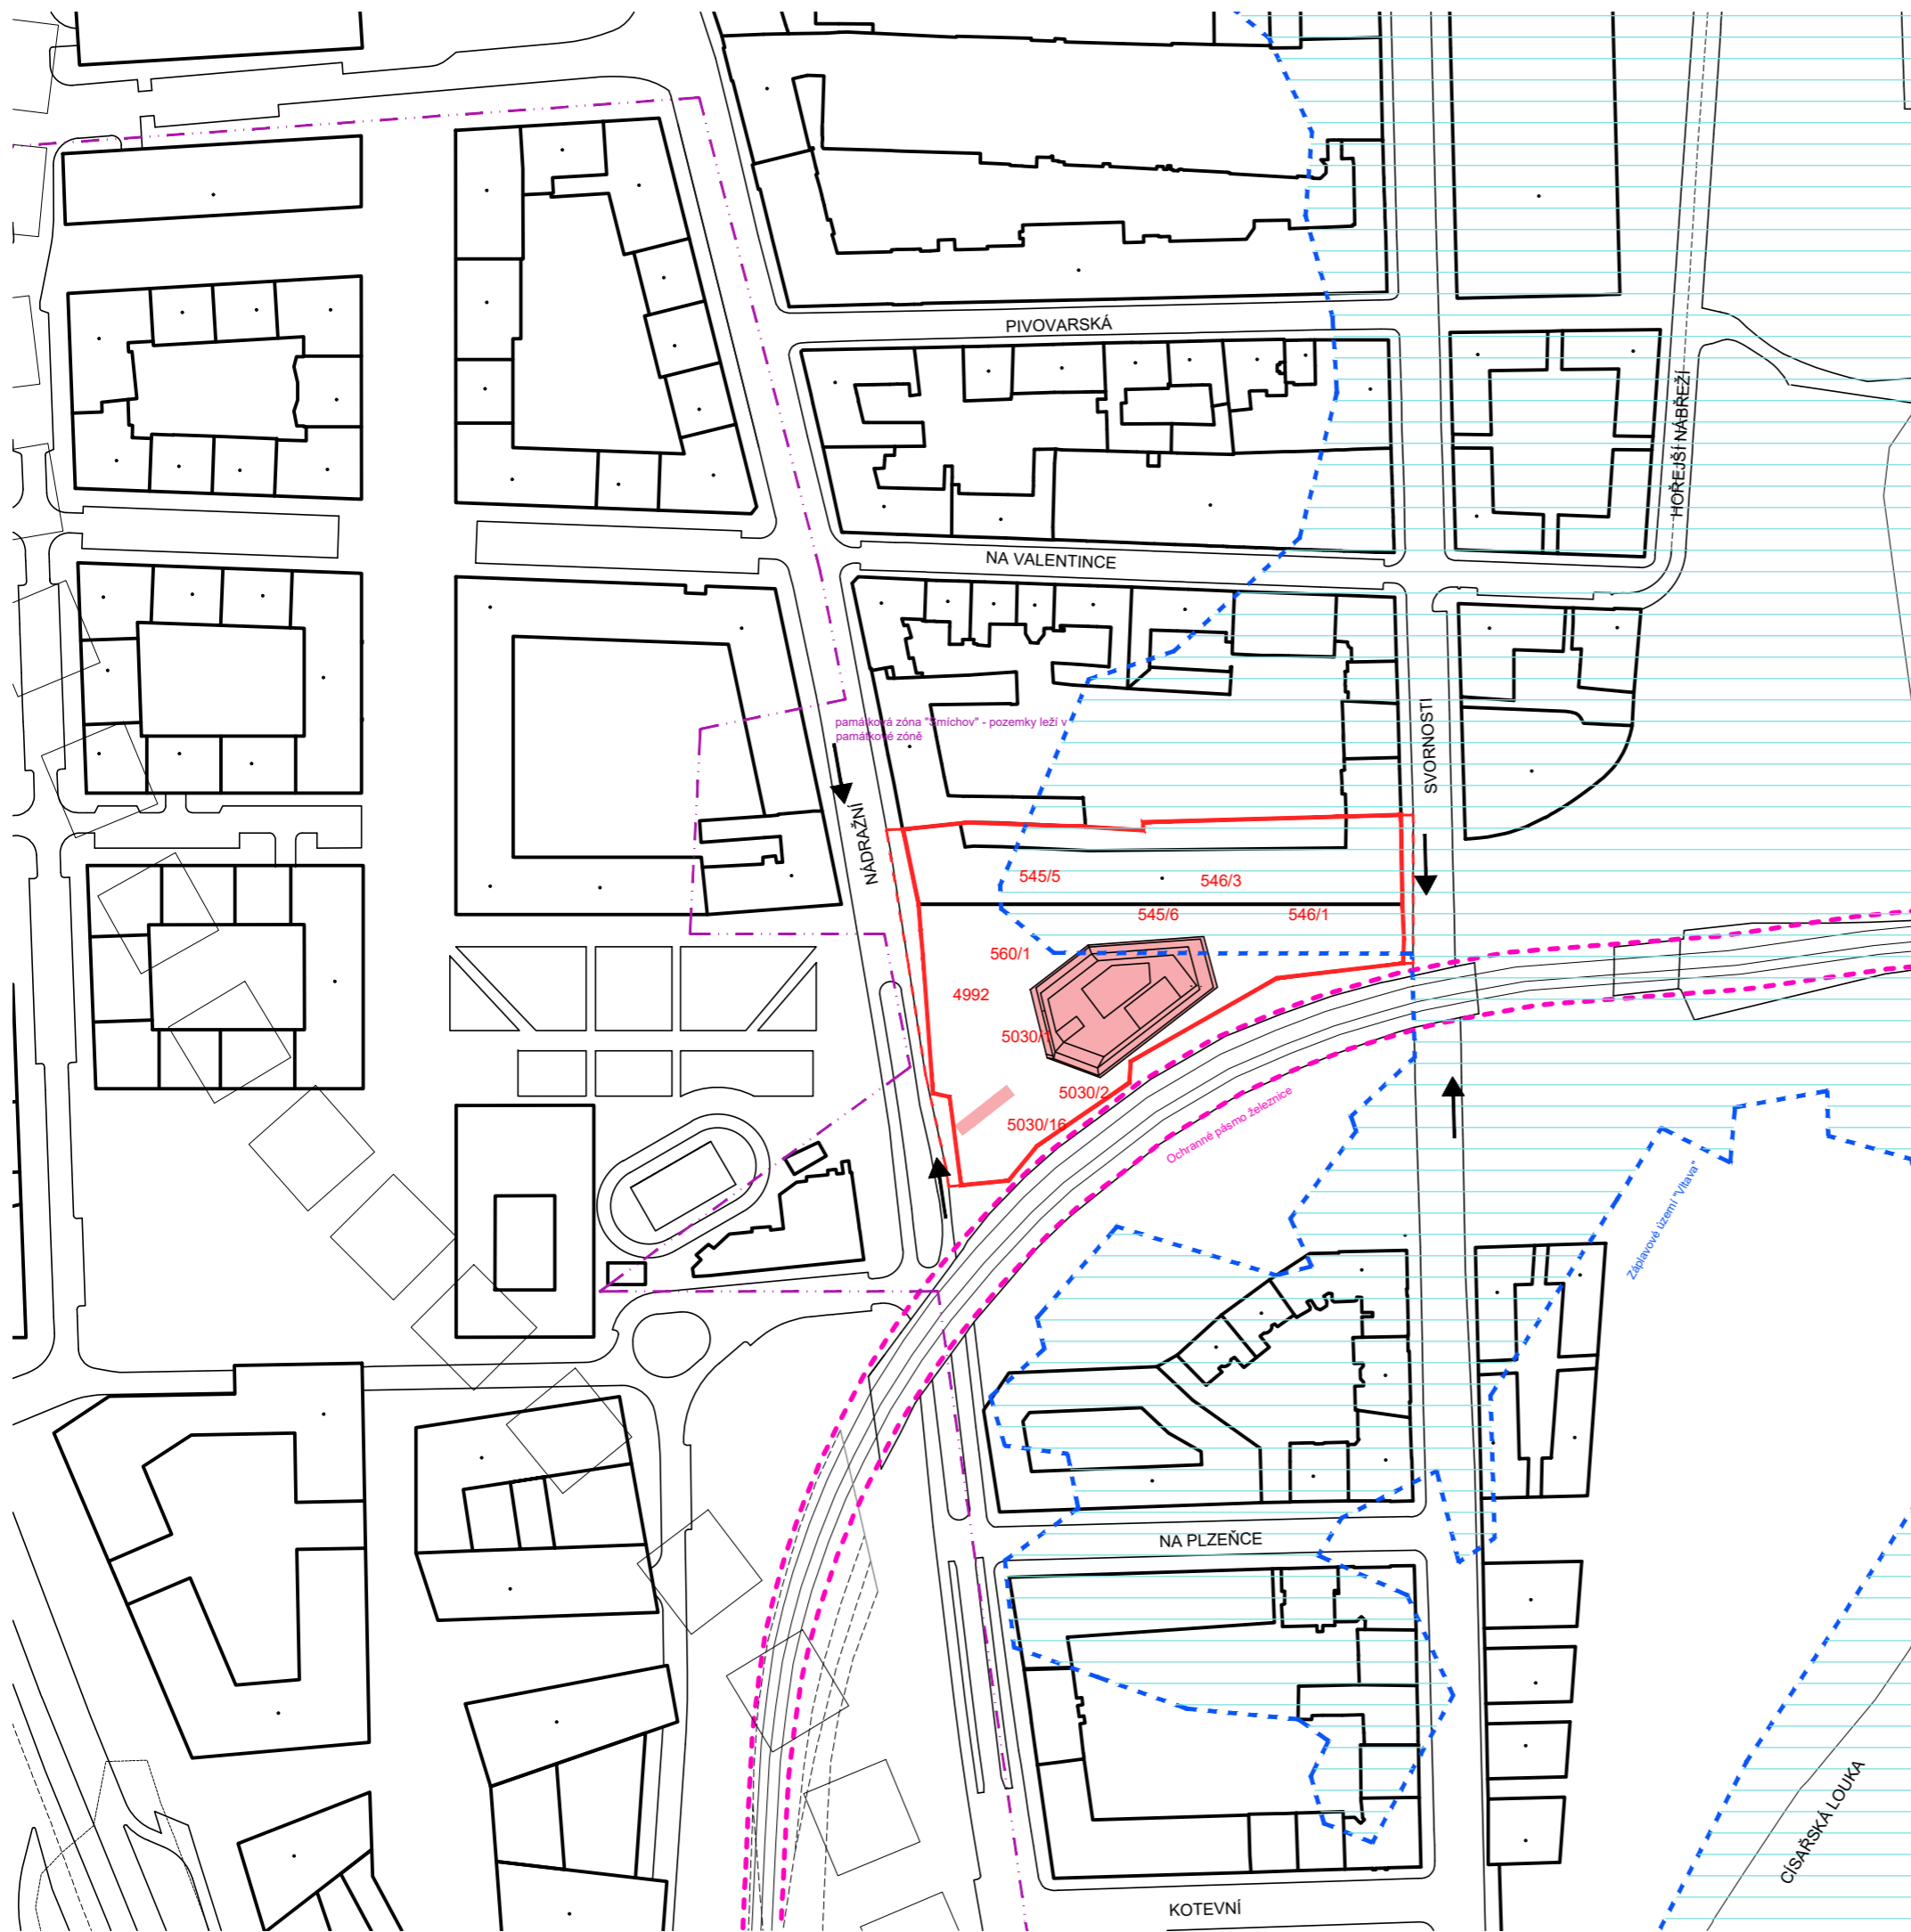 PIVOVARSKÁ
HOŘEJŠÍ NÁBŘEŽÍ
NA VALENTINCE
SVORNOSTI
památková zóna "Smíchov" - pozemky leží v
památkové zóně
NÁDRAŽNÍ
545/5
546/3
545/6
546/1
560/1
4992
5030/1
5030/2
5030/16
Ochranné pásmo železnice
Záplavové území "Vltava"
NA PLZEŇCE
CÍSAŘSKÁ LOUKA
KOTEVNÍ